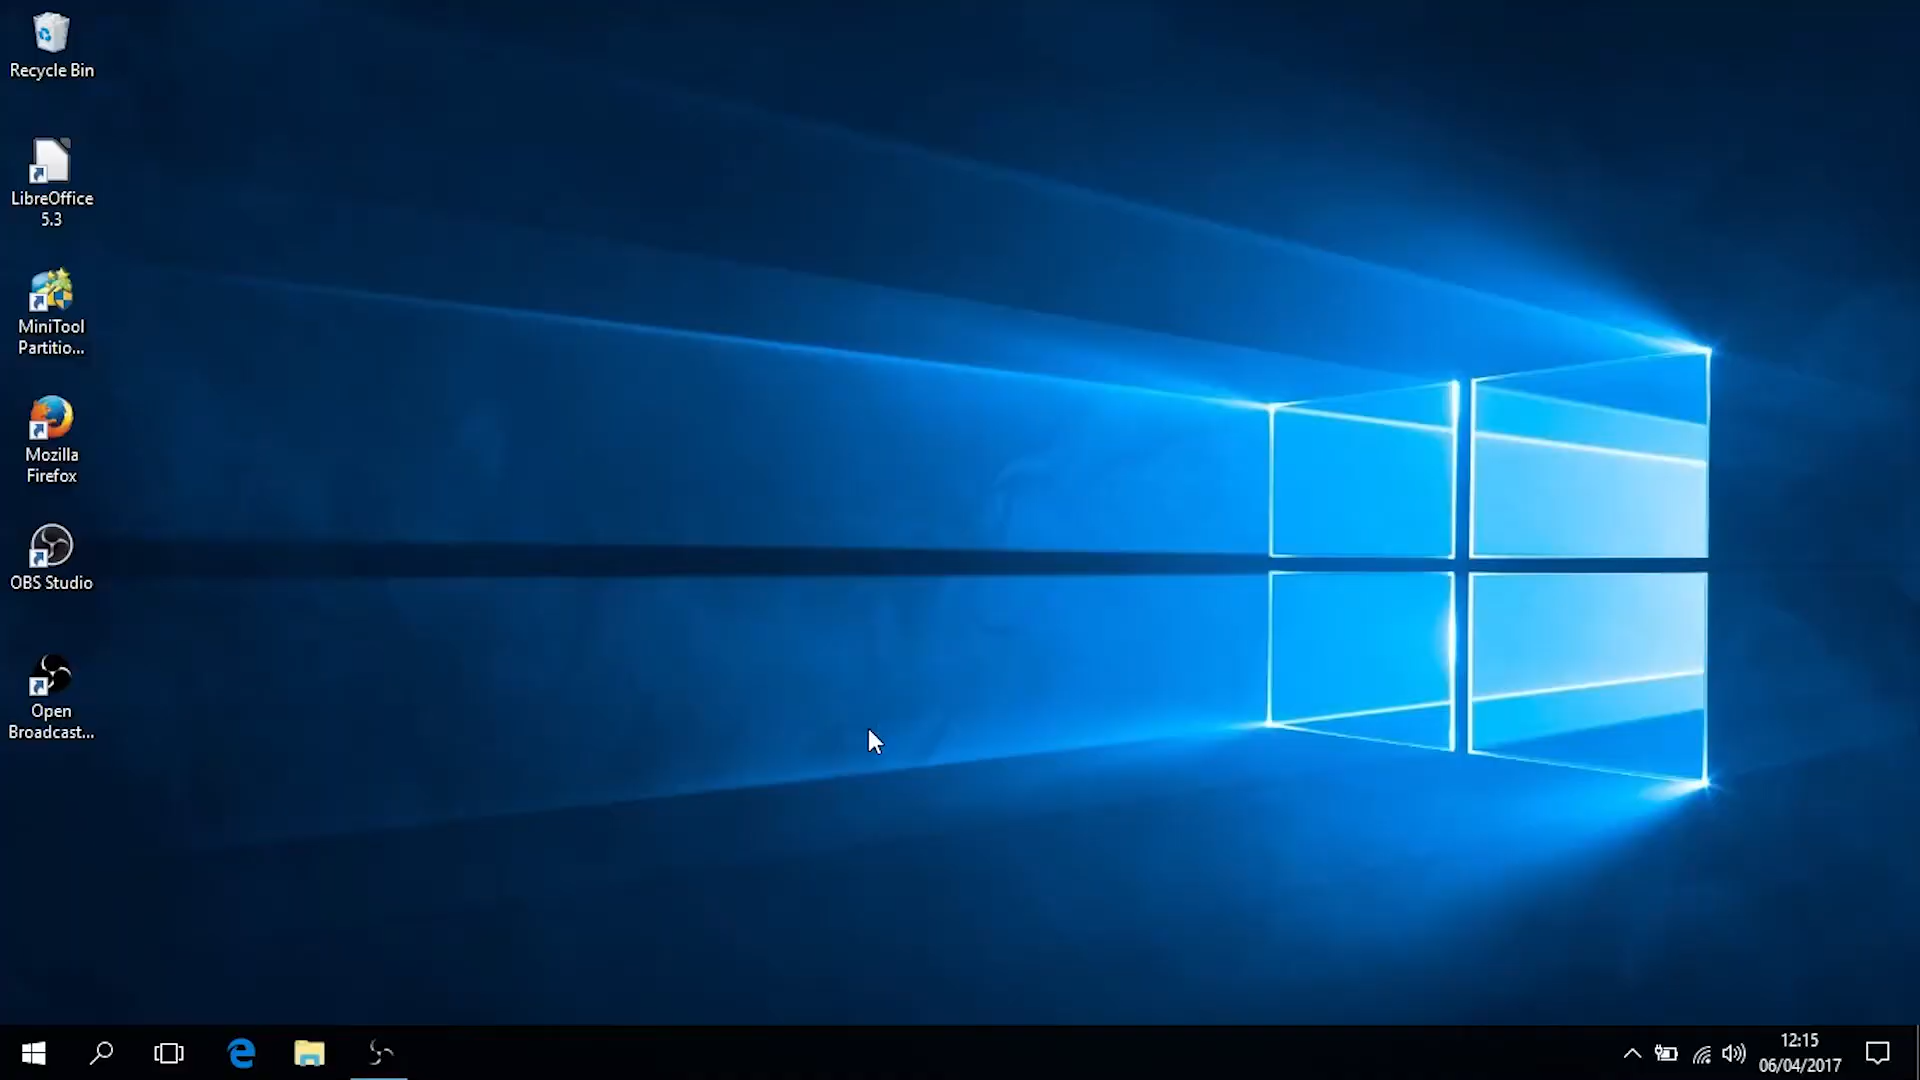 Recycle Bin
LibreOffice
5.3
MiniTool
Partitio...
Mozilla
Firefox
OBS Studio
Open
Broadcast...
12:15
06/04/2017